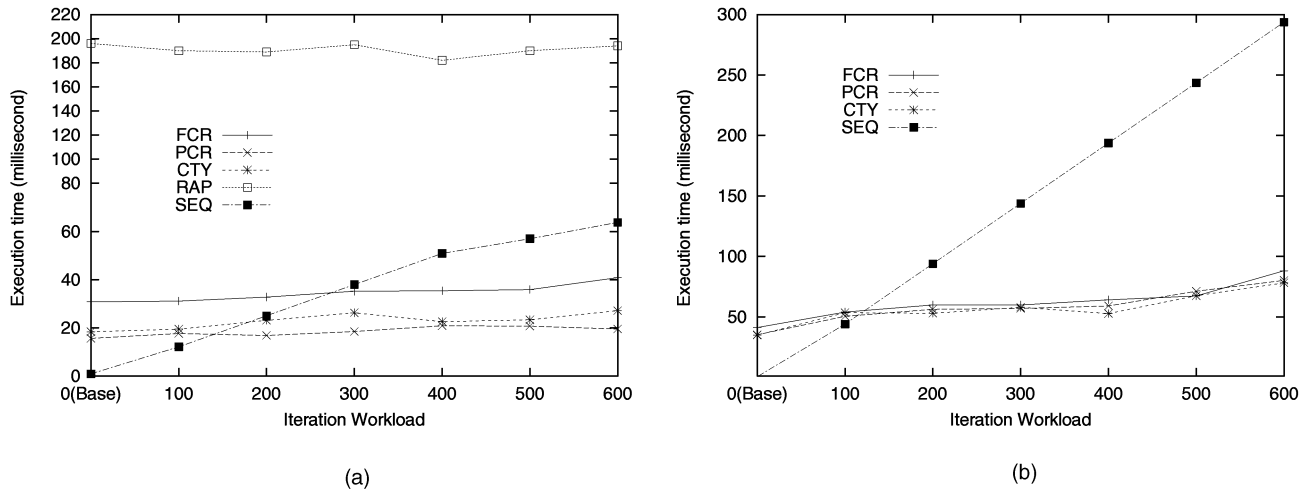 220
200
180
160
140
120
100
80
60
40
20
0
Execution time (millisecond)
FCR
PCR
CTY
RAP
SEQ
0(Base) 100 200 300 400 500 600
Iteration Workload
(a)
300
250
200
150
100
50
0
Execution time (millisecond)
FCR
PCR
CTY
SEQ
0(Base) 100 200 300 400 500 600
Iteration Workload
(b)